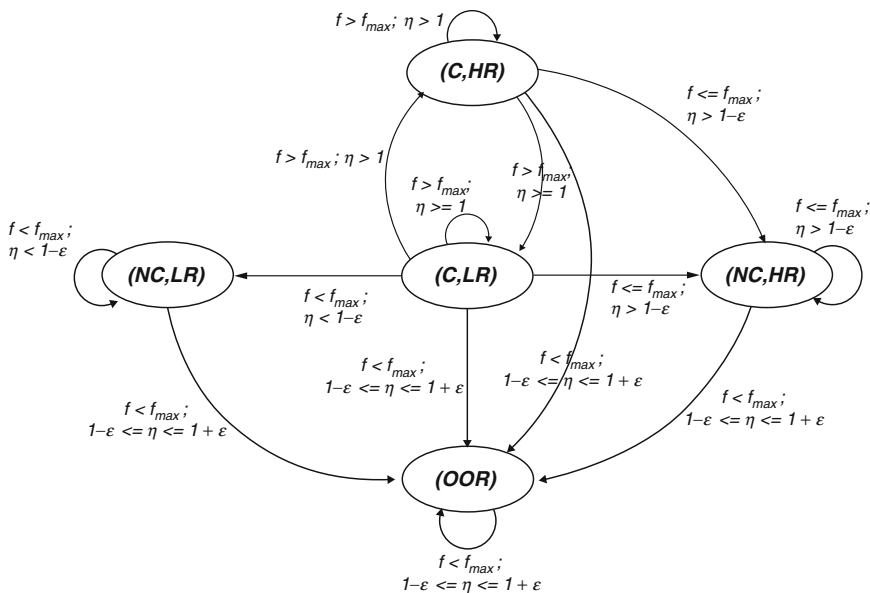 f > f_max ; η > 1
(C,HR)
f <= f_max ;
η > 1–ε
f > f_max ; η > 1
f > f_max;
η >= 1
f > f_max;
η >= 1
f < f_max ;
η < 1–ε
f <= f_max ;
η > 1–ε
(NC,LR)
(C,LR)
(NC,HR)
f < f_max ;
η < 1–ε
f <= f_max ;
η > 1–ε
f < f_max ;
1–ε <= η <= 1 + ε
f < f_max ;
1–ε <= η <= 1 + ε
f < f_max ;
1–ε <= η <= 1 + ε
f < f_max ;
1–ε <= η <= 1 + ε
(OOR)
f < f_max ;
1–ε <= η <= 1 + ε